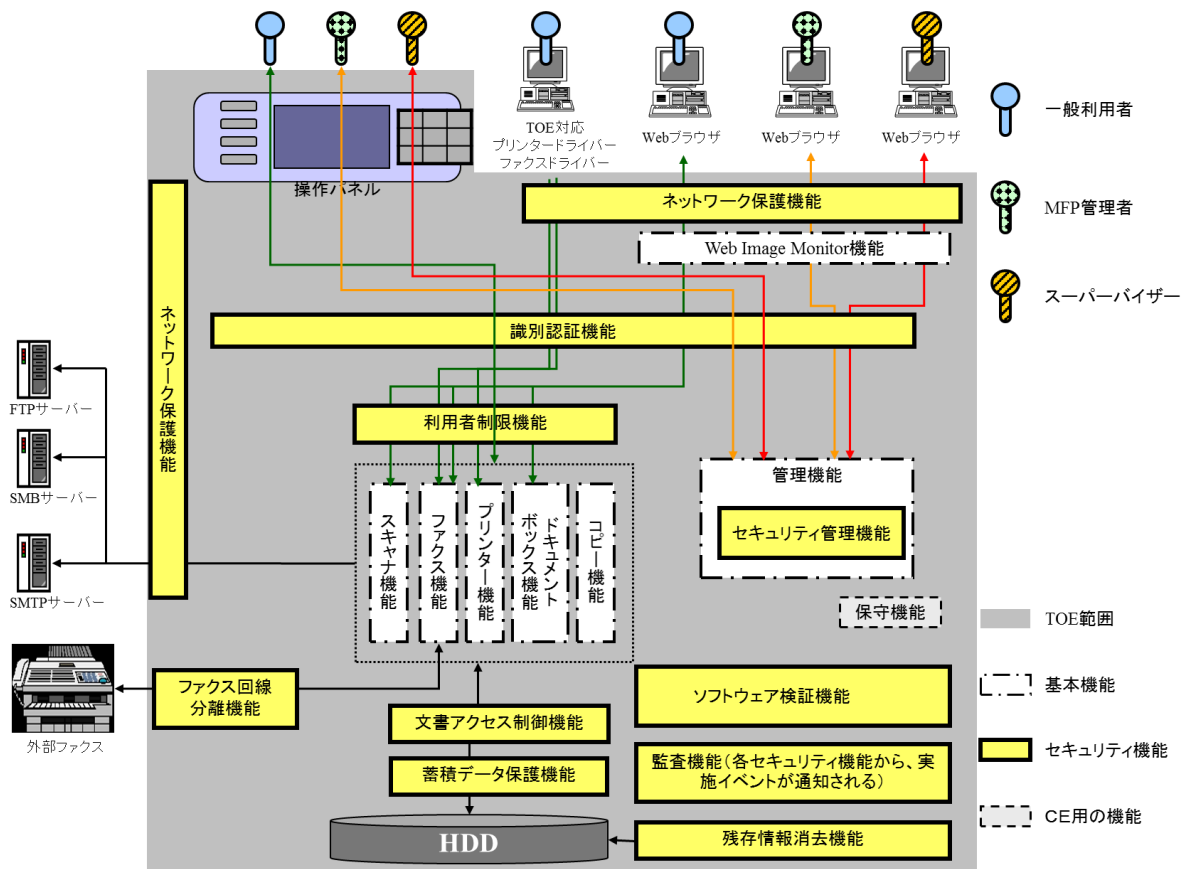 TOE対応
プリンタードライバー
ファクスドライバー
Webブラウザ
Webブラウザ
Webブラウザ
一般利用者
MFP管理者
スーパーバイザー
操作パネル
ネットワーク保護機能
Web Image Monitor機能
ネットワーク保護機能
識別認証機能
FTPサーバー
SMBサーバー
SMTPサーバー
利用者制限機能
スキャナ機能
ファクス機能
プリンター機能
ドキュメント
ボックス機能
コピー機能
管理機能
セキュリティ管理機能
保守機能
TOE範囲
基本機能
セキュリティ機能
CE用の機能
外部ファクス
ファクス回線
分離機能
文書アクセス制御機能
蓄積データ保護機能
HDD
ソフトウェア検証機能
監査機能(各セキュリティ機能から、実
施イベントが通知される)
残存情報消去機能